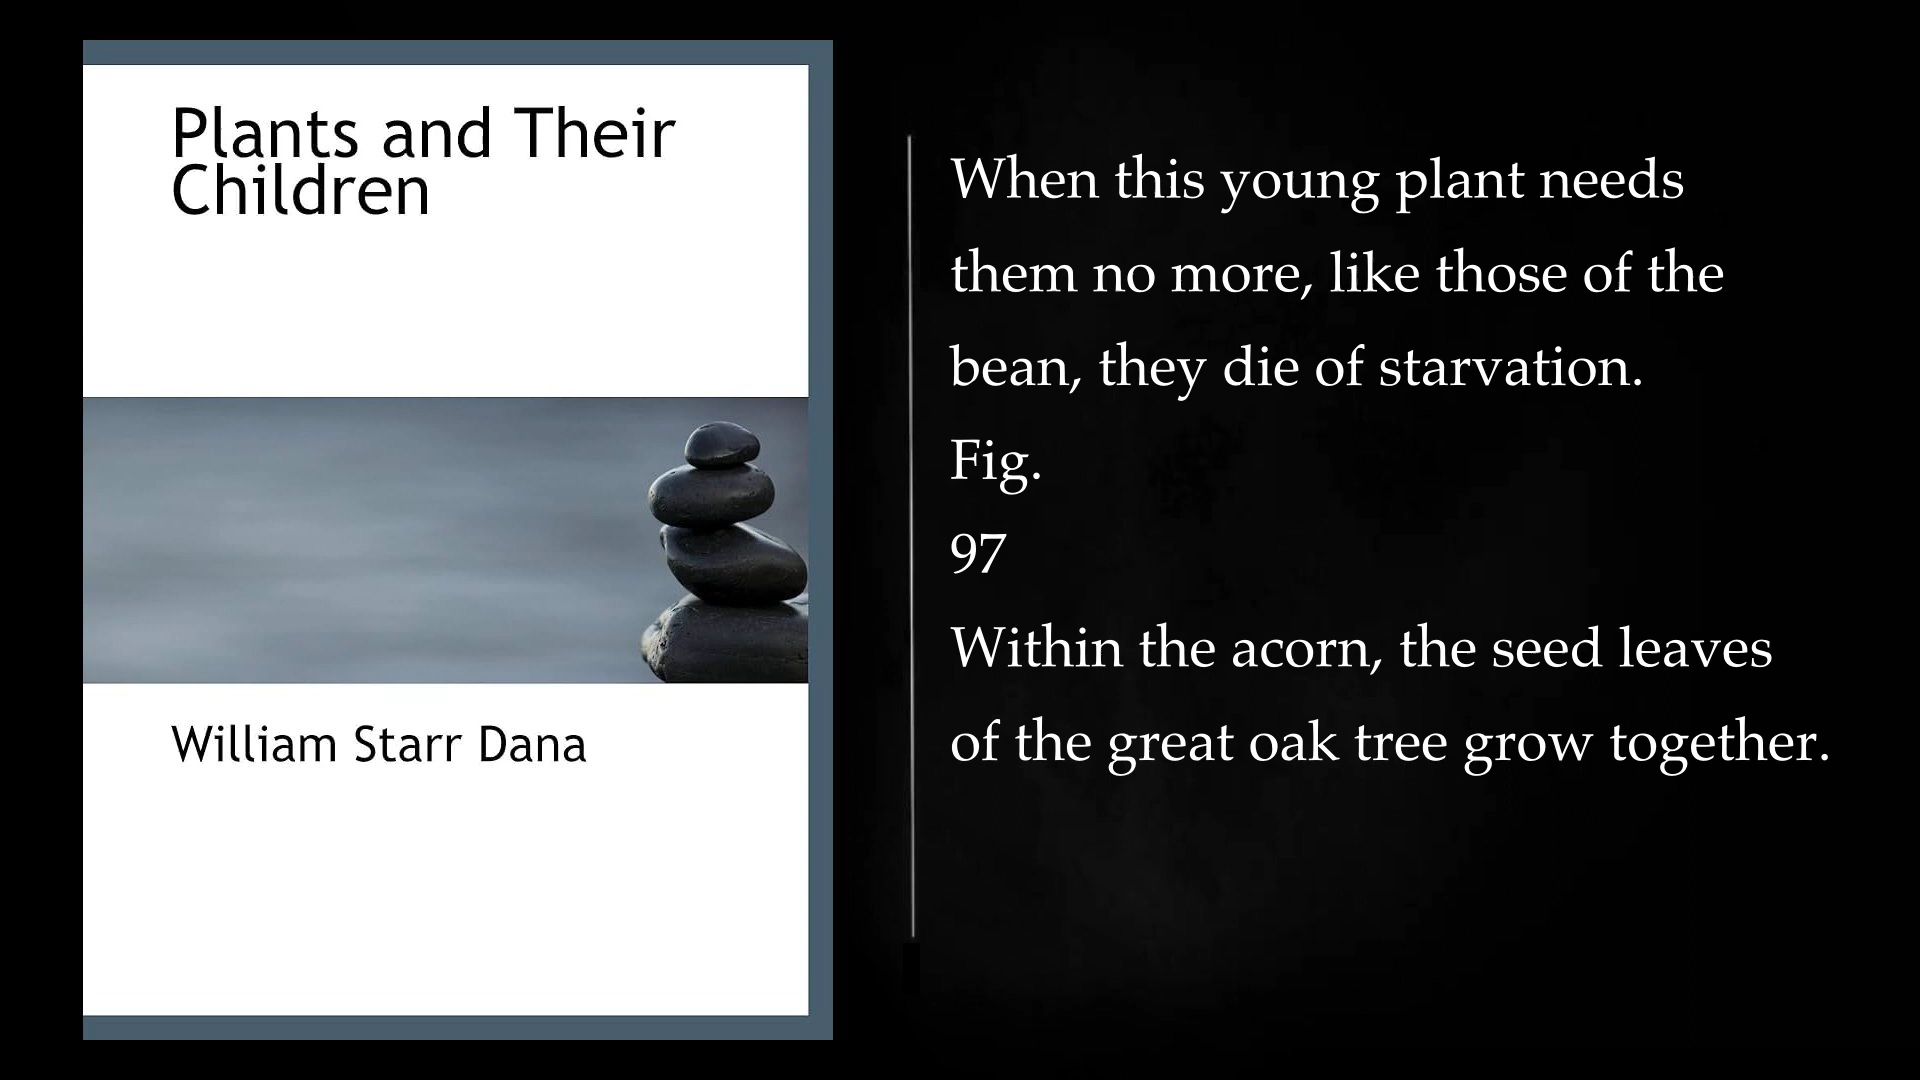 Plants and Their
Children
William Starr Dana
When this young plant needs
them no more, like those of the
bean, they die of starvation.
Fig.
97
Within the acorn, the seed leaves
of the great oak tree grow together.